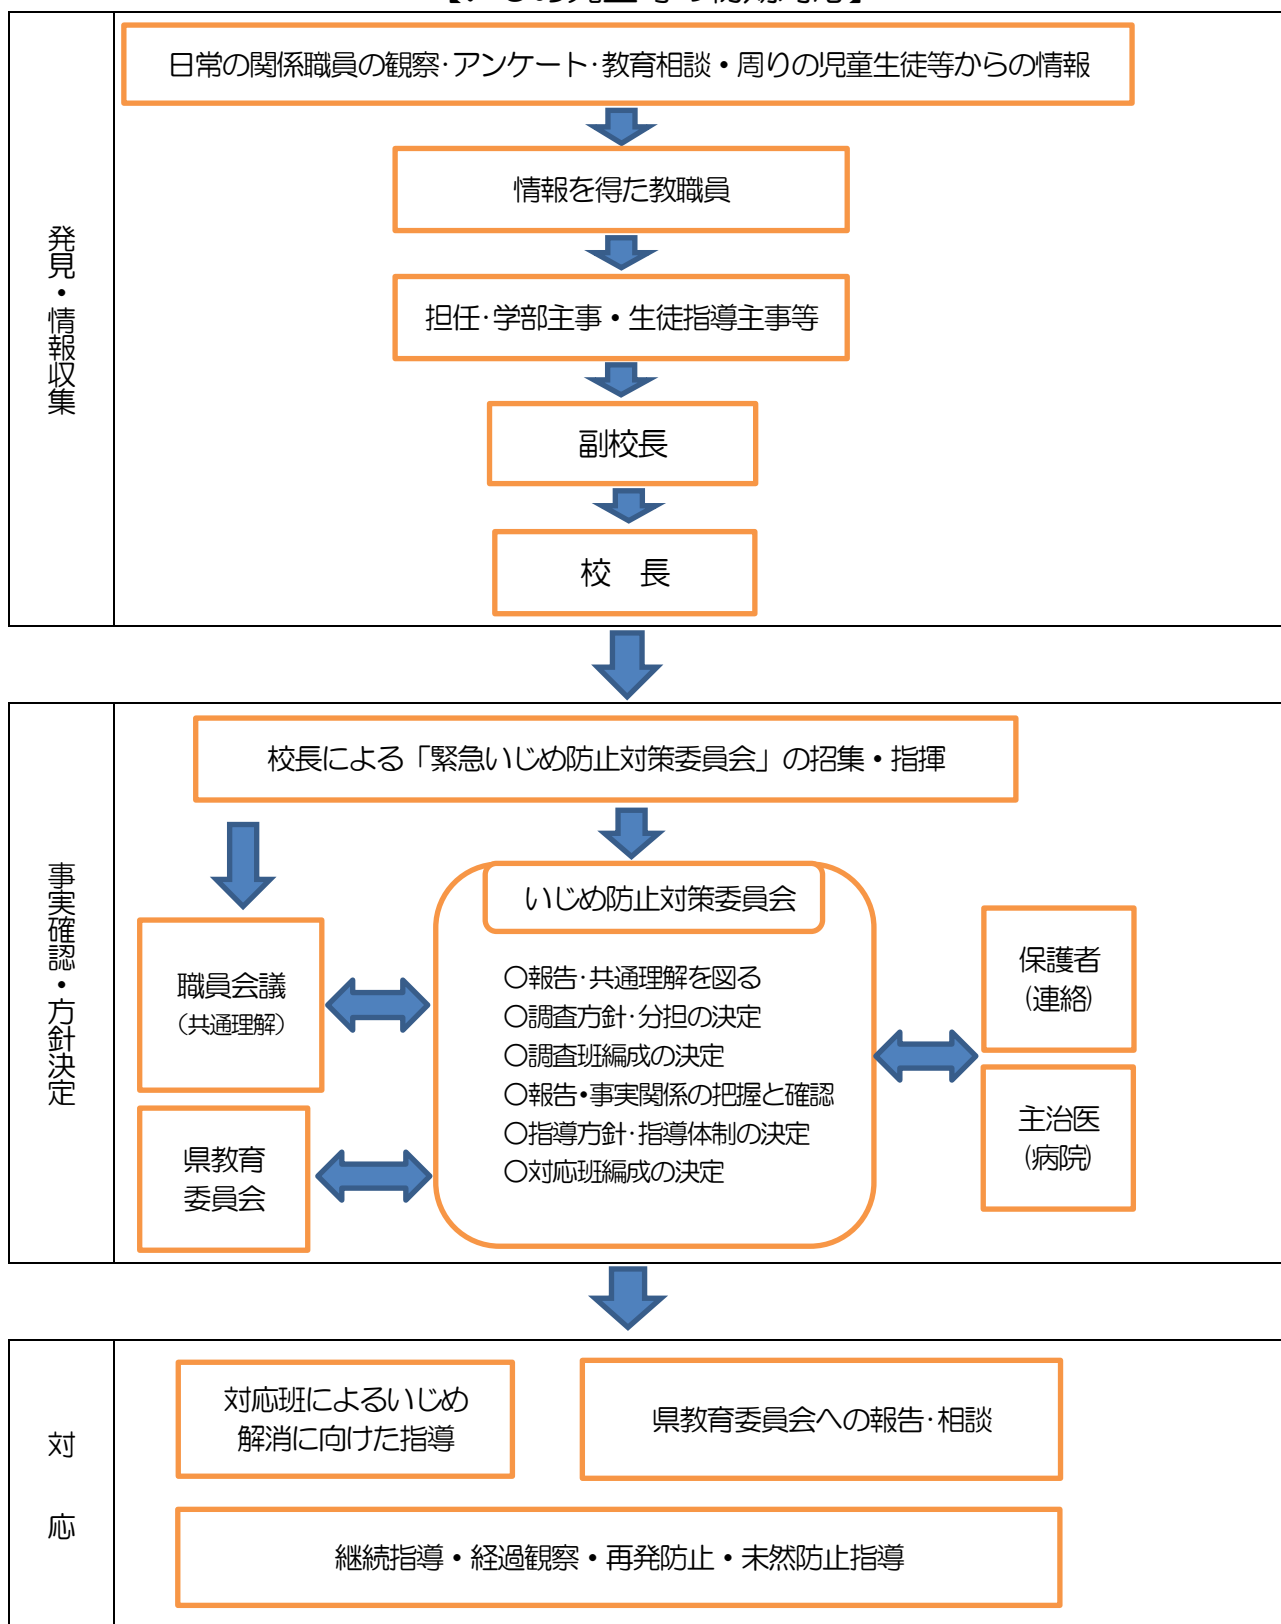 日常の関係職員の観察･アンケート･教育相談・周りの児童生徒等からの情報
情報を得た教職員
担任･学部主事・生徒指導主事等
副校長
校　長
発見・情報収集
校長による「緊急いじめ防止対策委員会」の招集・指揮
いじめ防止対策委員会
〇報告･共通理解を図る
〇調査方針･分担の決定
〇調査班編成の決定
〇報告・事実関係の把握と確認
〇指導方針･指導体制の決定
〇対応班編成の決定
職員会議
（共通理解）
県教育
委員会
保護者
(連絡)
主治医
(病院)
事実確認・方針決定
対応班によるいじめ
解消に向けた指導
県教育委員会への報告･相談
継続指導・経過観察・再発防止・未然防止指導
対　応